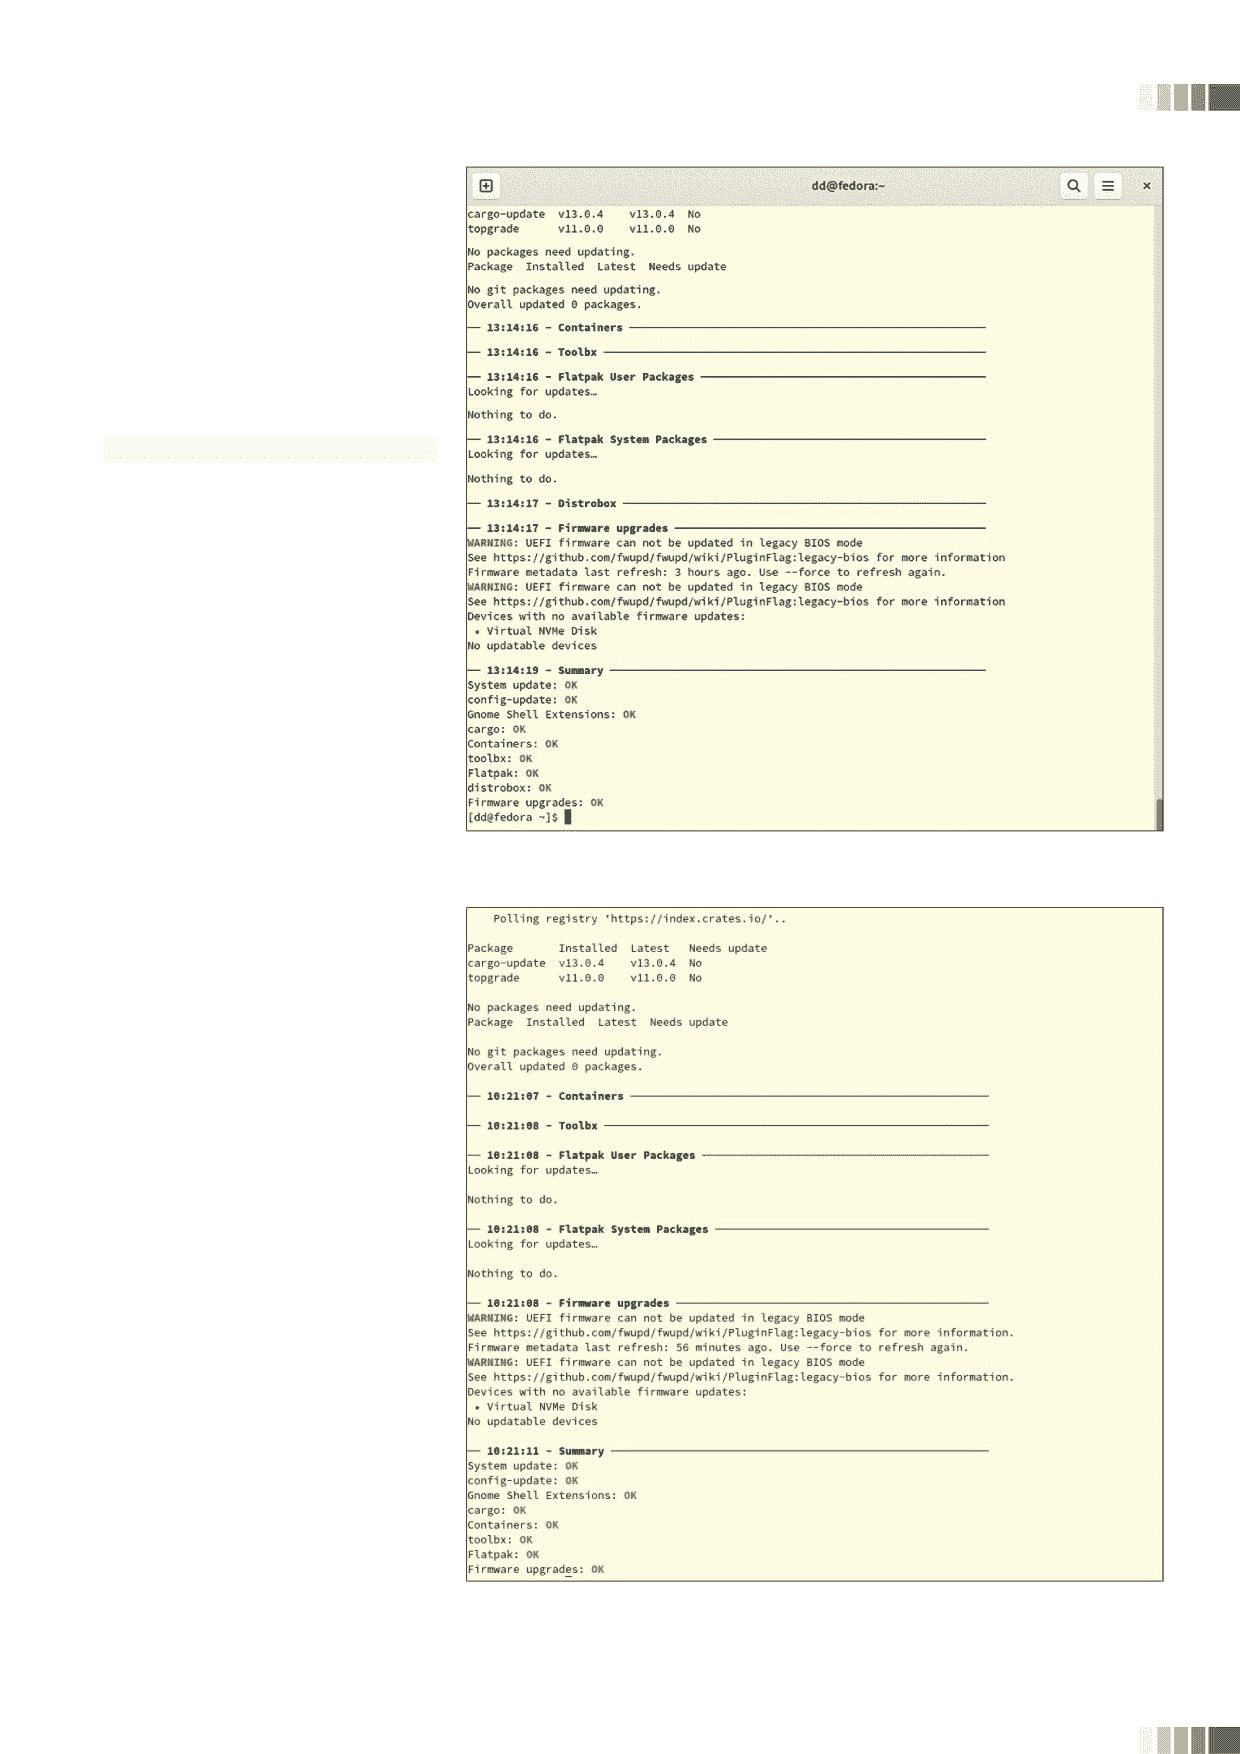 dd@fedora:~
cargo-update  v13.0.4    v13.0.4  No
topgrade      v11.0.0    v11.0.0  No
No packages need updating.
Package  Installed  Latest  Needs update
No git packages need updating.
Overall updated 0 packages.
── 13:14:16 - Containers ──
── 13:14:16 - Toolbx ──
── 13:14:16 - Flatpak User Packages ──
Looking for updates…
Nothing to do.
── 13:14:16 - Flatpak System Packages ──
Looking for updates…
Nothing to do.
── 13:14:17 - Distrobox ──
── 13:14:17 - Firmware upgrades ──
WARNING: UEFI firmware can not be updated in legacy BIOS mode
See https://github.com/fwupd/fwupd/wiki/PluginFlag:legacy-bios for more information
Firmware metadata last refresh: 3 hours ago. Use --force to refresh again.
WARNING: UEFI firmware can not be updated in legacy BIOS mode
See https://github.com/fwupd/fwupd/wiki/PluginFlag:legacy-bios for more information
Devices with no available firmware updates:
• Virtual NVMe Disk
No updatable devices
── 13:14:19 - Summary ──
System update: OK
config-update: OK
Gnome Shell Extensions: OK
cargo: OK
Containers: OK
toolbx: OK
Flatpak: OK
distrobox: OK
Firmware upgrades: OK
[dd@fedora ~]$
Polling registry 'https://index.crates.io/'..
Package       Installed  Latest   Needs update
cargo-update  v13.0.4    v13.0.4  No
topgrade      v11.0.0    v11.0.0  No
No packages need updating.
Package  Installed  Latest  Needs update
No git packages need updating.
Overall updated 0 packages.
── 10:21:07 - Containers ──
── 10:21:08 - Toolbx ──
── 10:21:08 - Flatpak User Packages ──
Looking for updates…
Nothing to do.
── 10:21:08 - Flatpak System Packages ──
Looking for updates…
Nothing to do.
── 10:21:08 - Firmware upgrades ──
WARNING: UEFI firmware can not be updated in legacy BIOS mode
See https://github.com/fwupd/fwupd/wiki/PluginFlag:legacy-bios for more information.
Firmware metadata last refresh: 56 minutes ago. Use --force to refresh again.
WARNING: UEFI firmware can not be updated in legacy BIOS mode
See https://github.com/fwupd/fwupd/wiki/PluginFlag:legacy-bios for more information.
Devices with no available firmware updates:
• Virtual NVMe Disk
No updatable devices
── 10:21:11 - Summary ──
System update: OK
config-update: OK
Gnome Shell Extensions: OK
cargo: OK
Containers: OK
toolbx: OK
Flatpak: OK
Firmware upgrades: OK